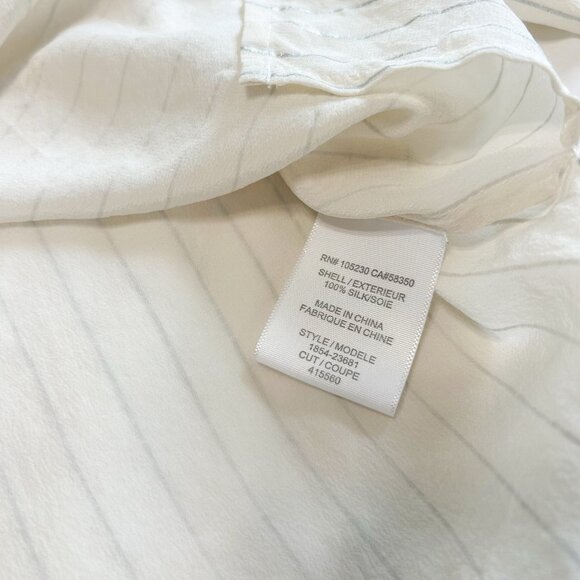 RN# 105230 CA#58350
SHELL / EXTERIEUR
100% SILK/SOIE
MADE IN CHINA
FABRIQUE EN CHINE
STYLE / MODELE
1854-23681
CUT / COUPE
415560